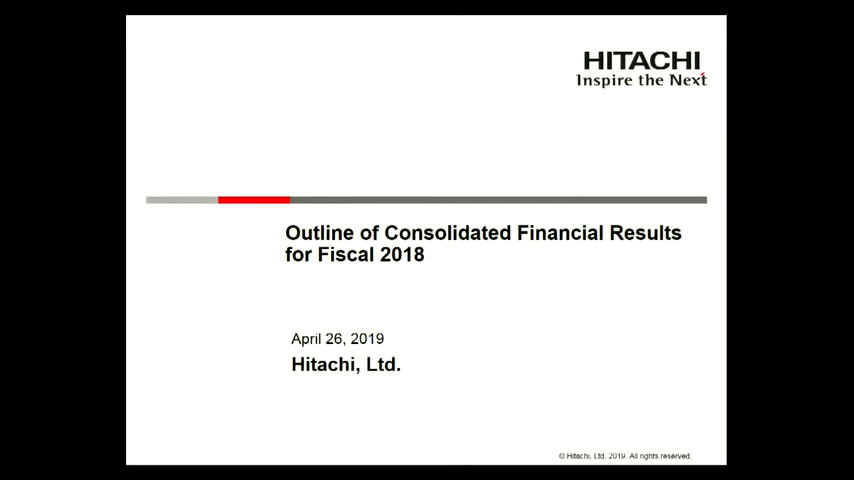 HITACHI
Inspire the Next
Outline of Consolidated Financial Results
for Fiscal 2018
April 26, 2019
Hitachi, Ltd.
© Hitachi, Ltd. 2019. All rights reserved.